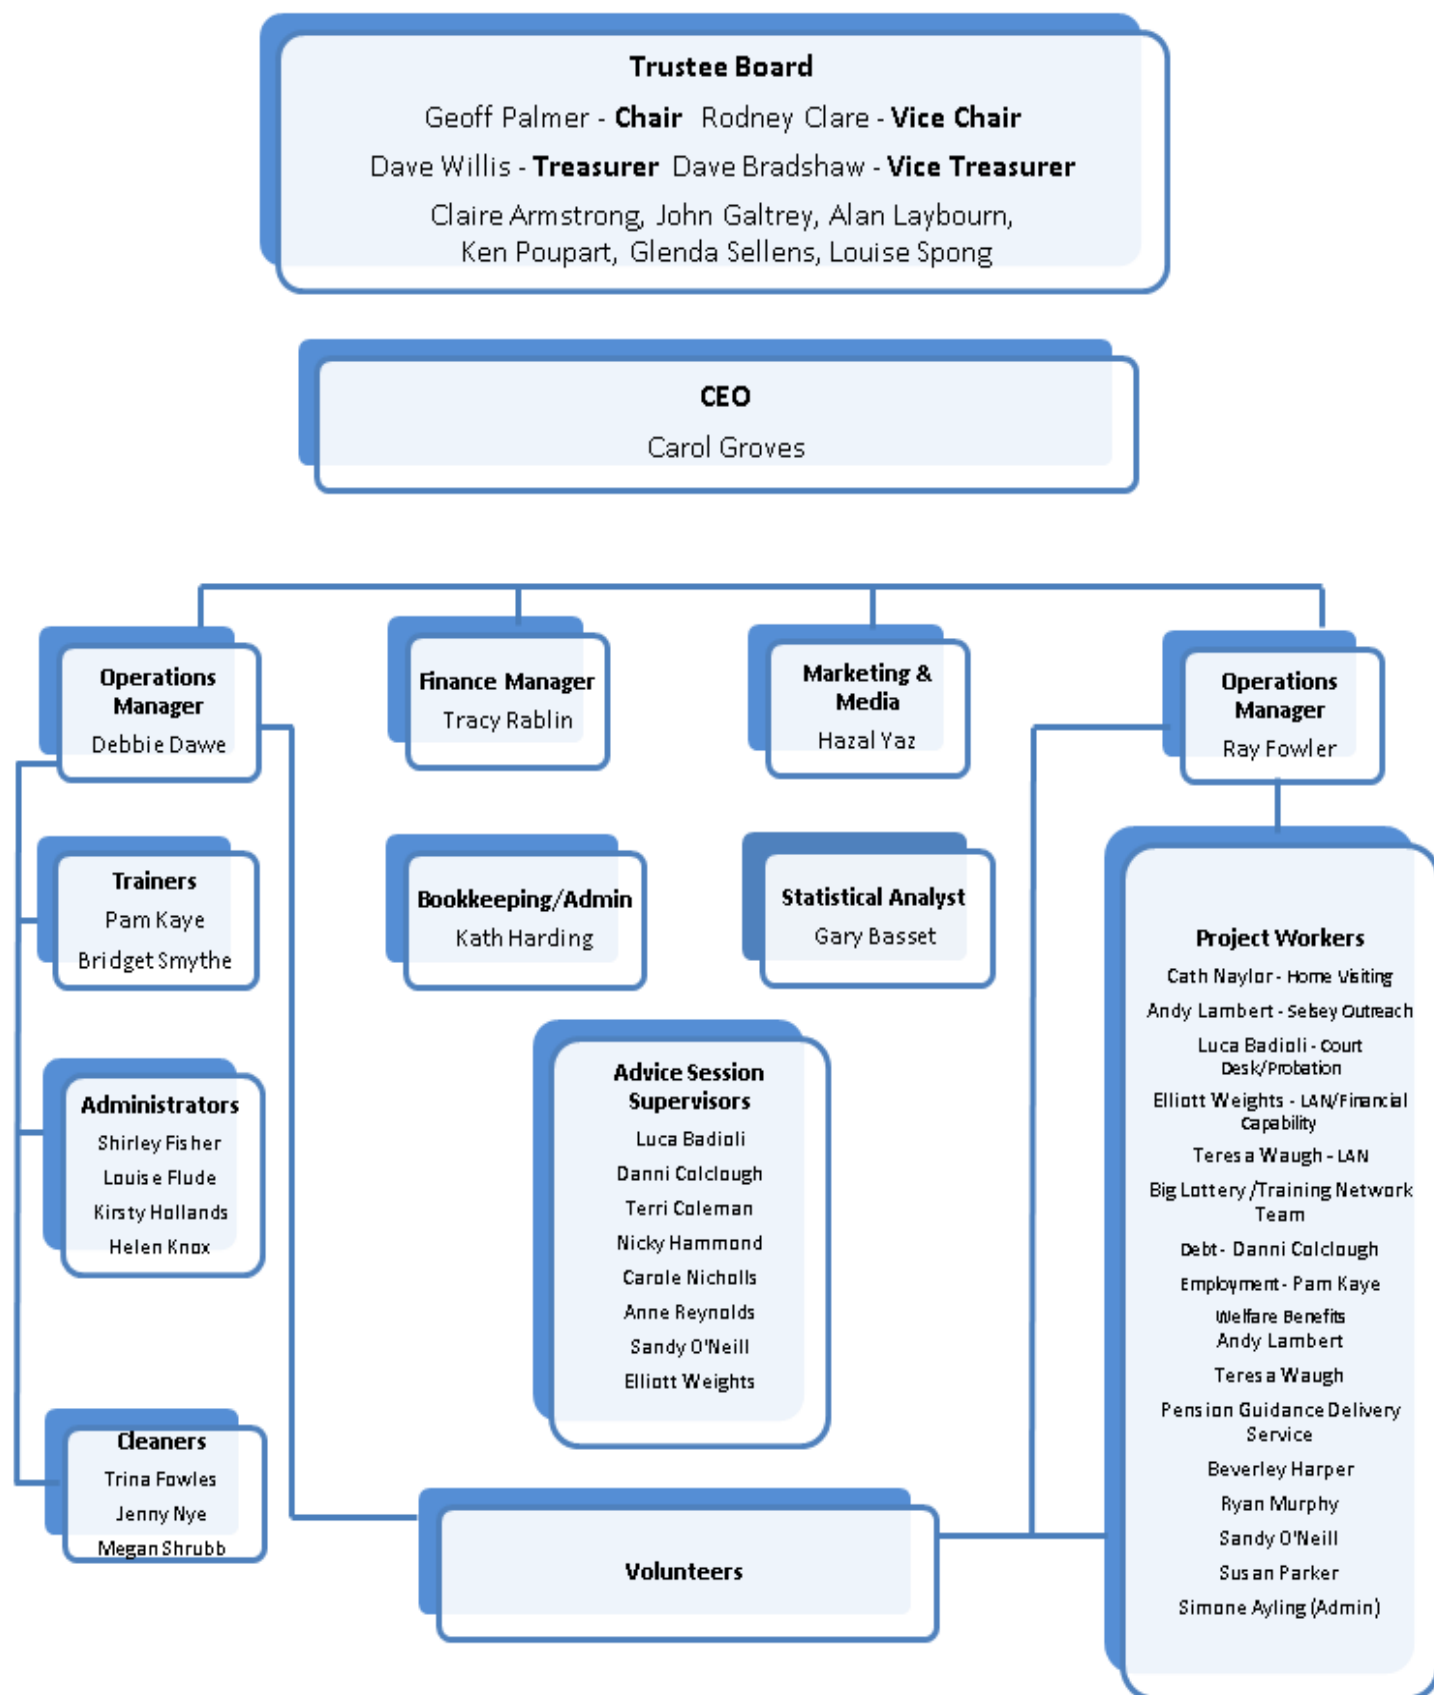 Trustee Board
Geoff Palmer - Chair Rodney Clare - Vice Chair
Dave Willis - Treasurer Dave Bradshaw - Vice Treasurer
Claire Armstrong, John Galtrey, Alan Laybourn,
Ken Poupart, Glenda Sellens, Louise Spong
CEO
Carol Groves
Operations
Manager
Debbie Dawe
Finance Manager
Tracy Rablin
Marketing &
Media
Hazal Yaz
Operations
Manager
Ray Fowler
Trainers
Pam Kaye
Bridget Smythe
Bookkeeping/Admin
Kath Harding
Statistical Analyst
Gary Basset
Administrators
Shirley Fisher
Louise Flude
Kirsty Hollands
Helen Knox
Advice Session
Supervisors
Luca Badioli
Danni Colclough
Terri Coleman
Nicky Hammond
Carole Nicholls
Anne Reynolds
Sandy O'Neill
Elliott Weights
Project Workers
Cath Naylor - Home Visiting
Andy Lambert - Selsey Outreach
Luca Badioli - Court
Desk/Probation
Elliott Weights - LAN/Financial
Capability
Teresa Waugh - LAN
Big Lottery /Training Network
Team
Debt - Danni Colclough
Employment - Pam Kaye
Welfare Benefits
Andy Lambert
Teresa Waugh
Pension Guidance Delivery
Service
Beverley Harper
Ryan Murphy
Sandy O'Neill
Susan Parker
Simone Ayling (Admin)
Cleaners
Trina Fowles
Jenny Nye
Megan Shrubb
Volunteers